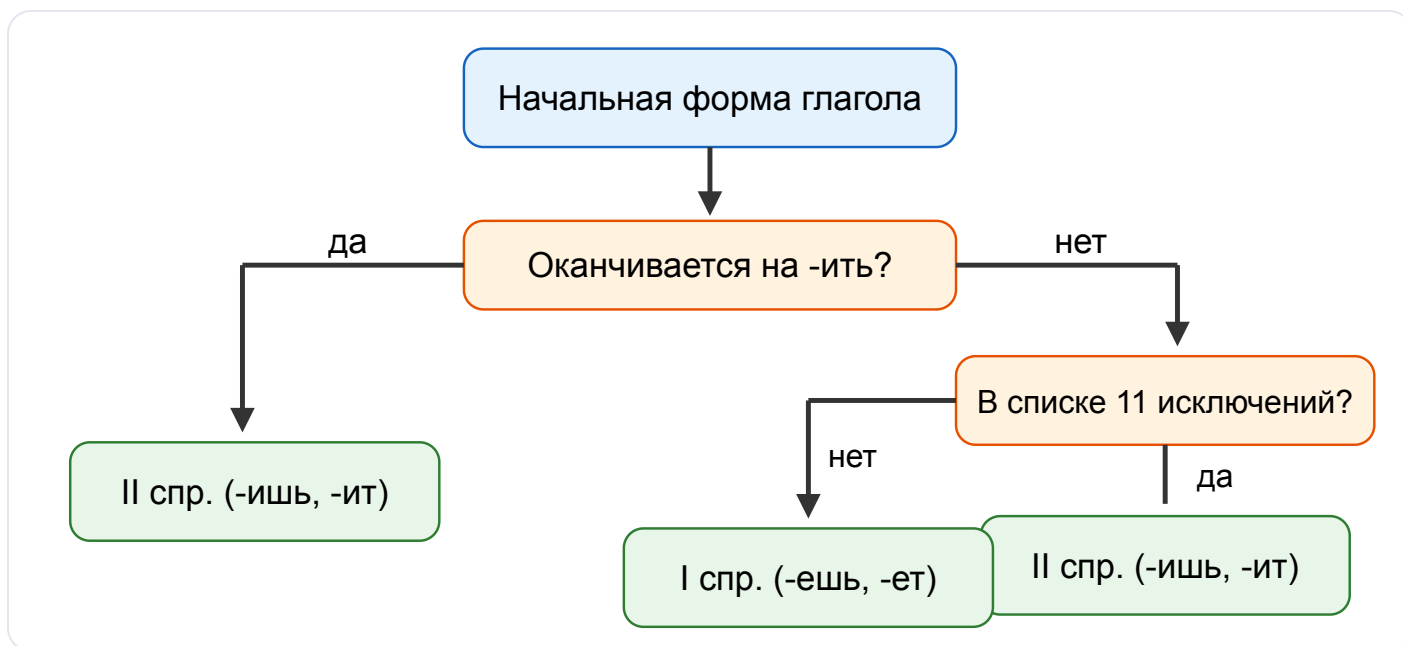 Начальная форма глагола
да
Оканчивается на -ить?
нет
В списке 11 исключений?
нет
да
II спр. (-ишь, -ит)
I спр. (-ешь, -ет)
II спр. (-ишь, -ит)